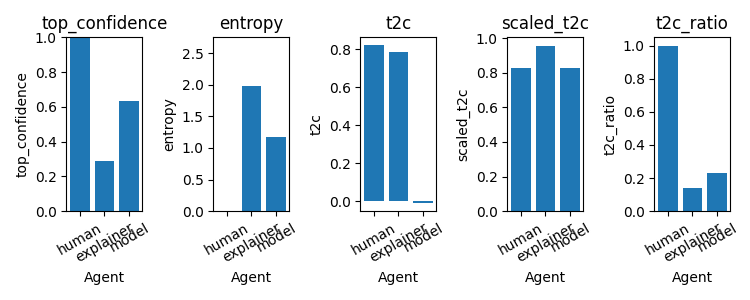 top_confidence
entropy
t2c
scaled_t2c
t2c_ratio
top_confidence
1.0
0.8
0.6
0.4
0.2
0.0
human
explainer
model
Agent
entropy
2.5
2.0
1.5
1.0
0.5
0.0
human
explainer
model
Agent
t2c
0.8
0.6
0.4
0.2
0.0
human
explainer
model
Agent
scaled_t2c
1.0
0.8
0.6
0.4
0.2
0.0
human
explainer
model
Agent
t2c_ratio
1.0
0.8
0.6
0.4
0.2
0.0
human
explainer
model
Agent